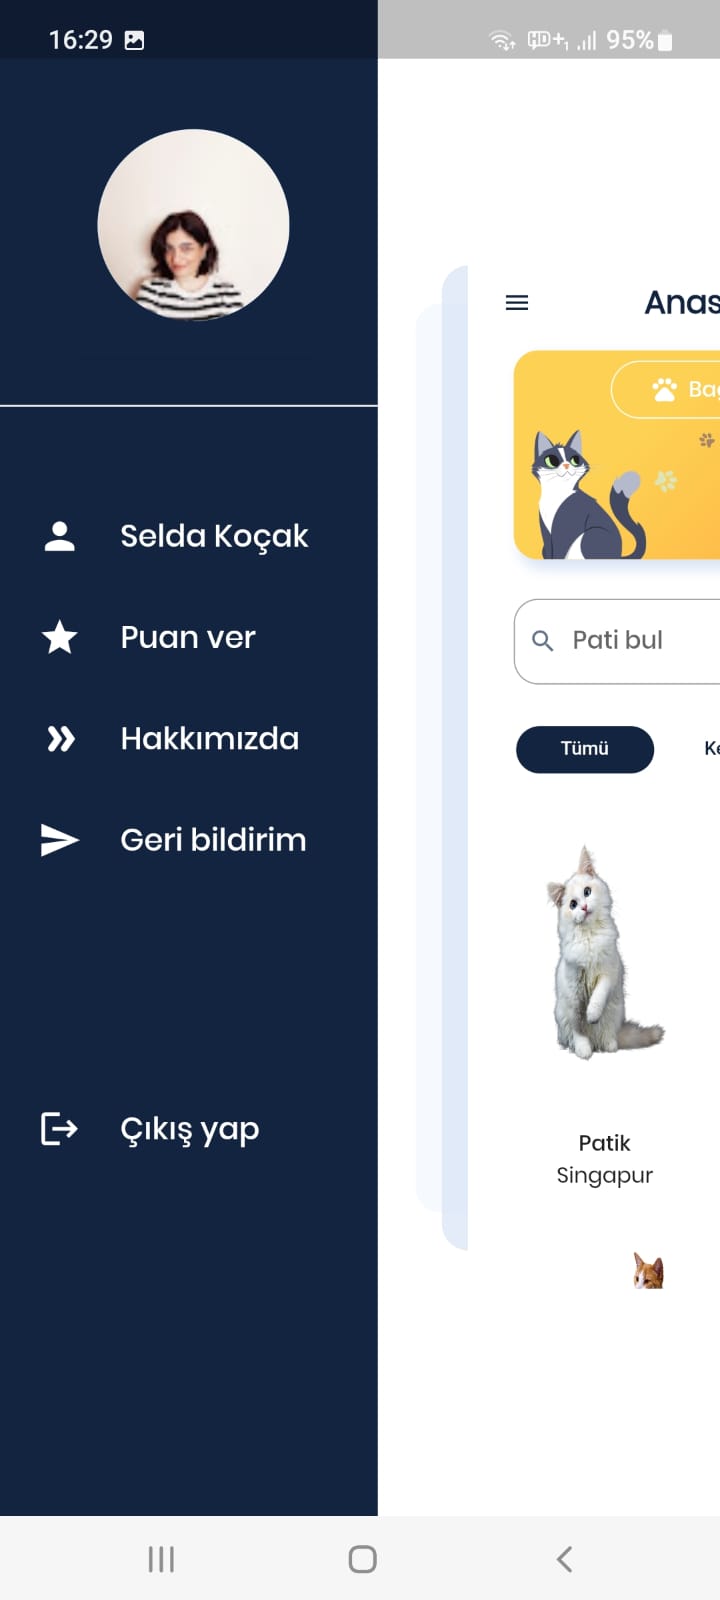 16:29
95%
Selda Koçak
Puan ver
Hakkımızda
Geri bildirim
Çıkış yap
Anas
Ba
Pati bul
Tümü
Ke
Patik
Singapur